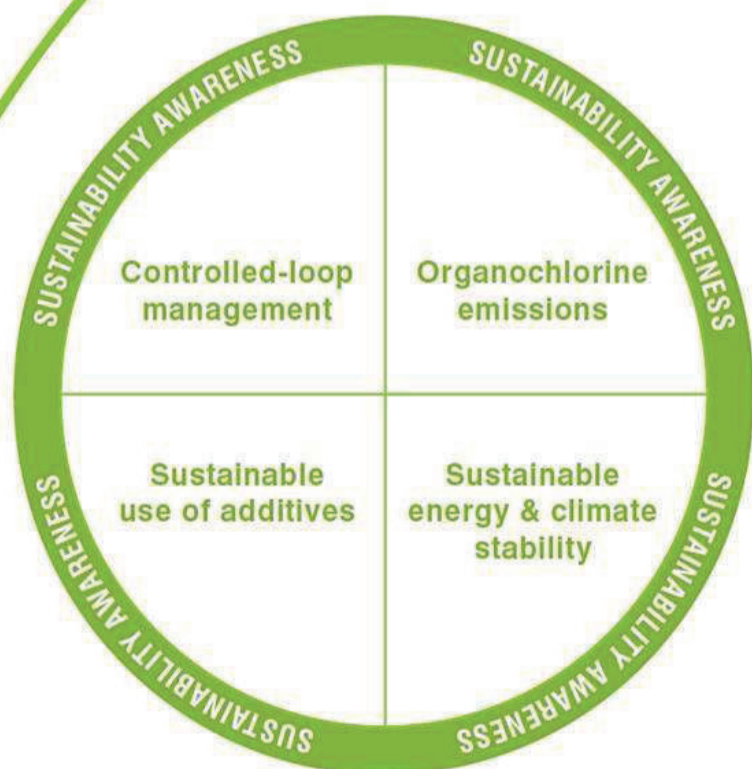 SUSTAINABILITY AWARENESS
SUSTAINABILITY AWARENESS
Controlled-loop
management
Organochlorine
emissions
Sustainable
use of additives
Sustainable
energy & climate
stability
SUSTAINABILITY AWARENESS
SUSTAINABILITY AWARENESS